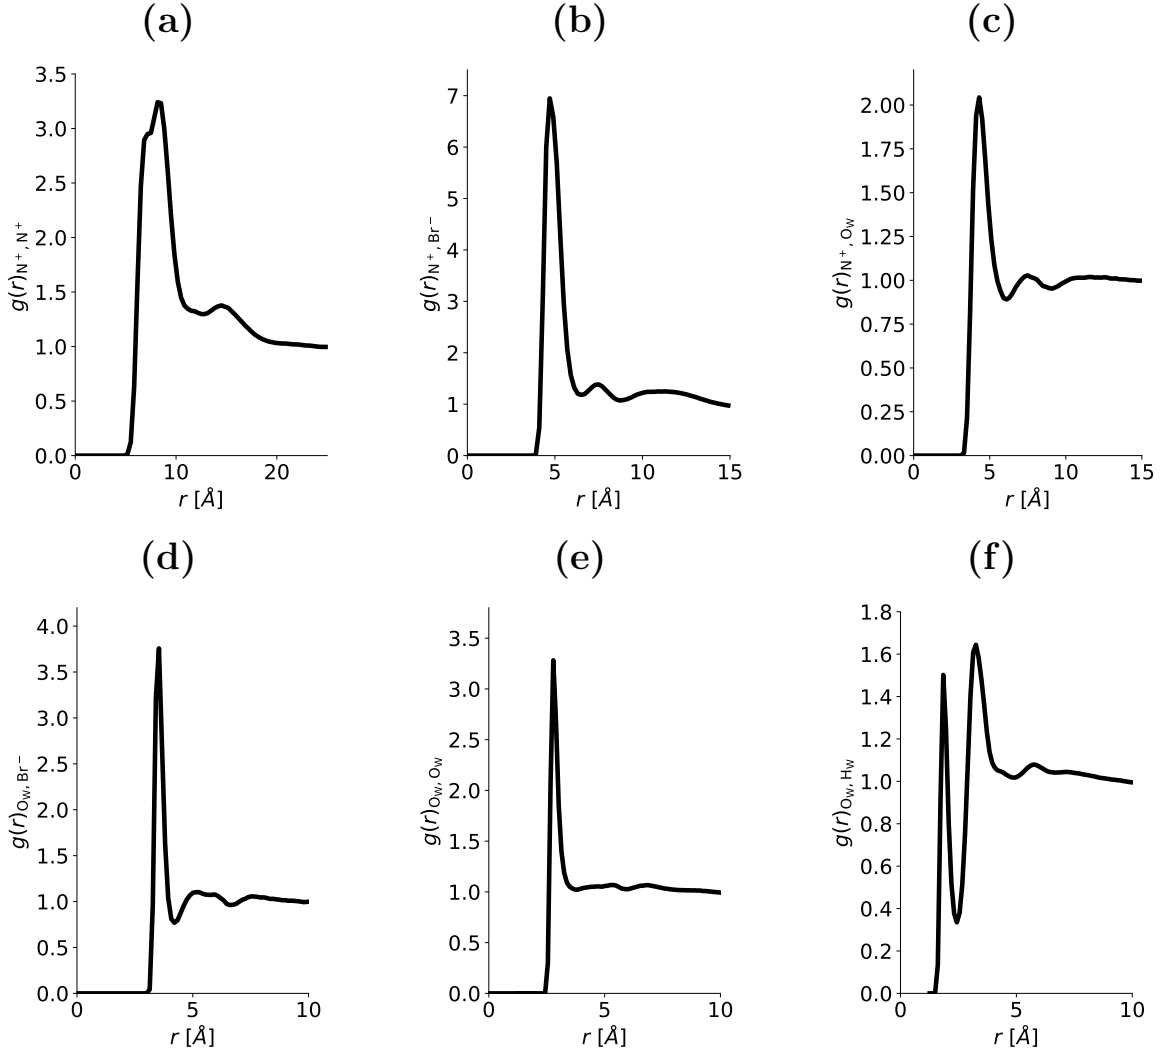 (a) (b) (c)
3.5
3.0
2.5
2.0
1.5
1.0
0.5
0.0
0 10 20
r [Å]
g(r)N⁺, N⁺
7
6
5
4
3
2
1
0
0 5 10 15
r [Å]
g(r)N⁺, Br⁻
2.00
1.75
1.50
1.25
1.00
0.75
0.50
0.25
0.00
0 5 10 15
r [Å]
g(r)N⁺, OW
(d) (e) (f)
4.0
3.5
3.0
2.5
2.0
1.5
1.0
0.5
0.0
0 5 10
r [Å]
g(r)OW, Br⁻
3.5
3.0
2.5
2.0
1.5
1.0
0.5
0.0
0 5 10
r [Å]
g(r)OW, OW
1.8
1.6
1.4
1.2
1.0
0.8
0.6
0.4
0.2
0.0
0 5 10
r [Å]
g(r)OW, HW